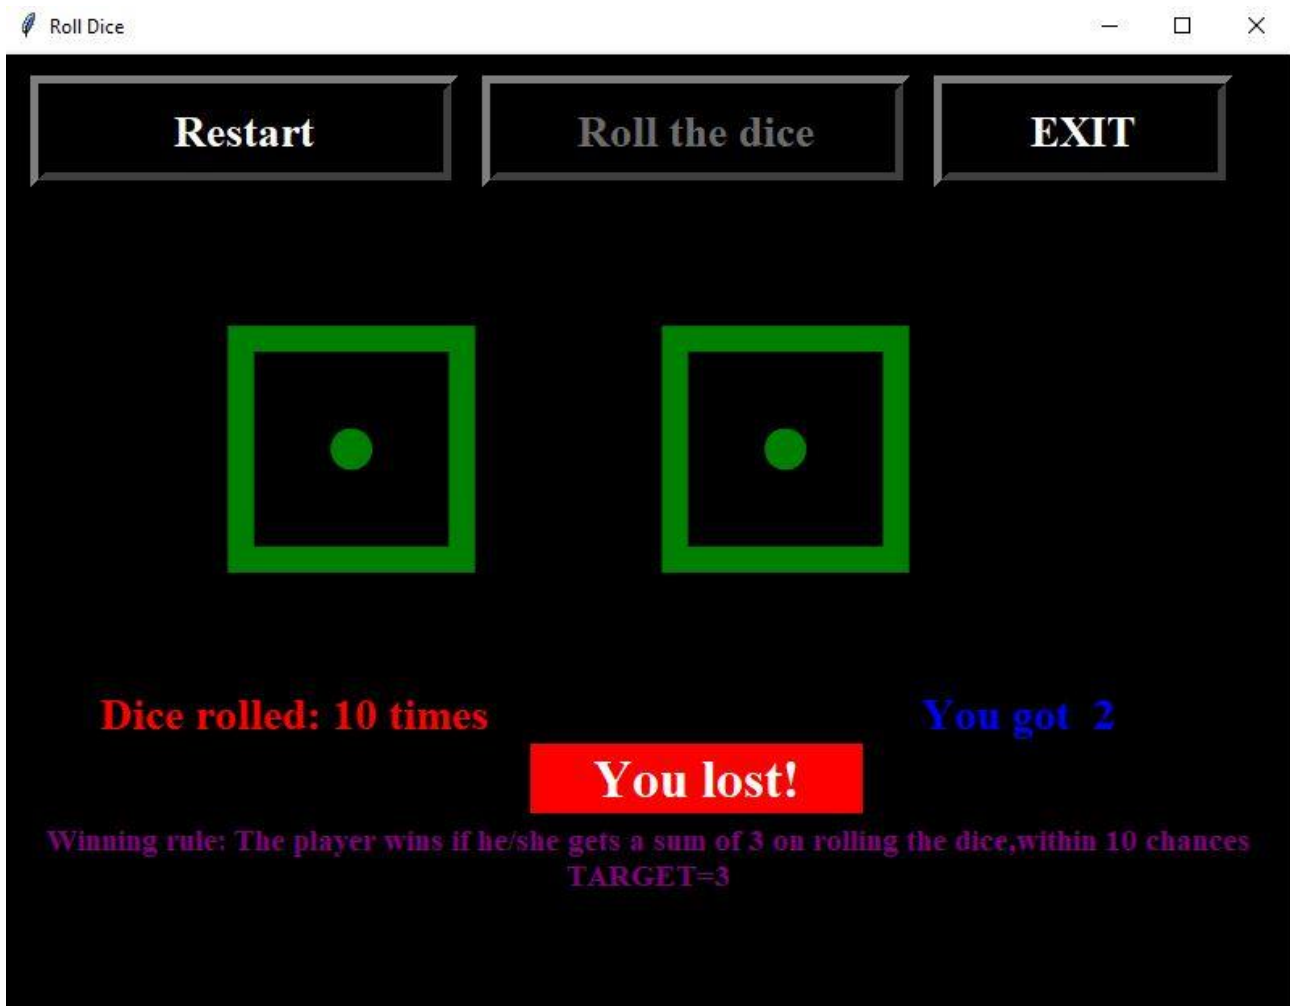 Roll Dice
Restart
Roll the dice
EXIT
Dice rolled: 10 times
You got 2
You lost!
Winning rule: The player wins if he/she gets a sum of 3 on rolling the dice,within 10 chances
TARGET=3